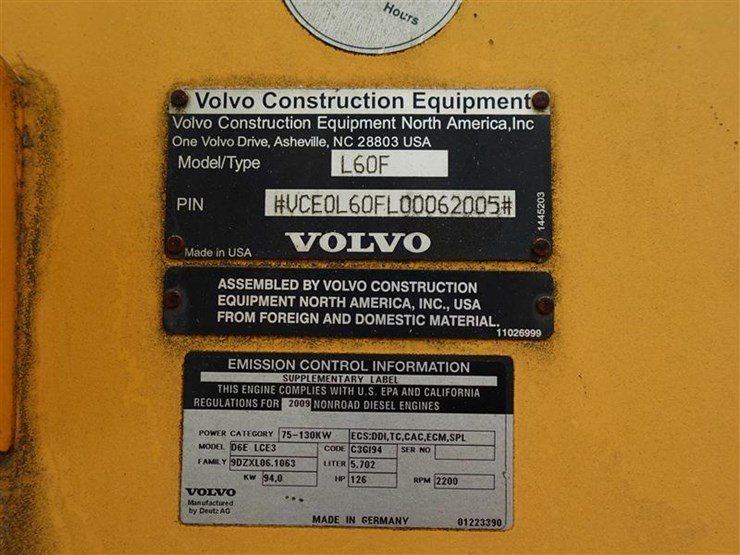 HOURS
Volvo Construction Equipment
Volvo Construction Equipment North America,Inc
One Volvo Drive, Asheville, NC 28803 USA
Model/Type L60F
PIN #VCE0L60FL00062005#
1445203
Made in USA VOLVO
ASSEMBLED BY VOLVO CONSTRUCTION
EQUIPMENT NORTH AMERICA, INC., USA
FROM FOREIGN AND DOMESTIC MATERIAL.
11026999
EMISSION CONTROL INFORMATION
SUPPLEMENTARY LABEL
THIS ENGINE COMPLIES WITH U.S. EPA AND CALIFORNIA
REGULATIONS FOR 2009 NONROAD DIESEL ENGINES
POWER CATEGORY 75-130KW ECS:DDI,TC,CAC,ECM,SPL
MODEL D6E LCE3 CODE C3GI94 SER NO
FAMILY 9DZXL06.1063 LITER 5.702
KW 94,0 HP 126 RPM 2200
VOLVO
Manufactured
by Deutz AG
MADE IN GERMANY 01223390